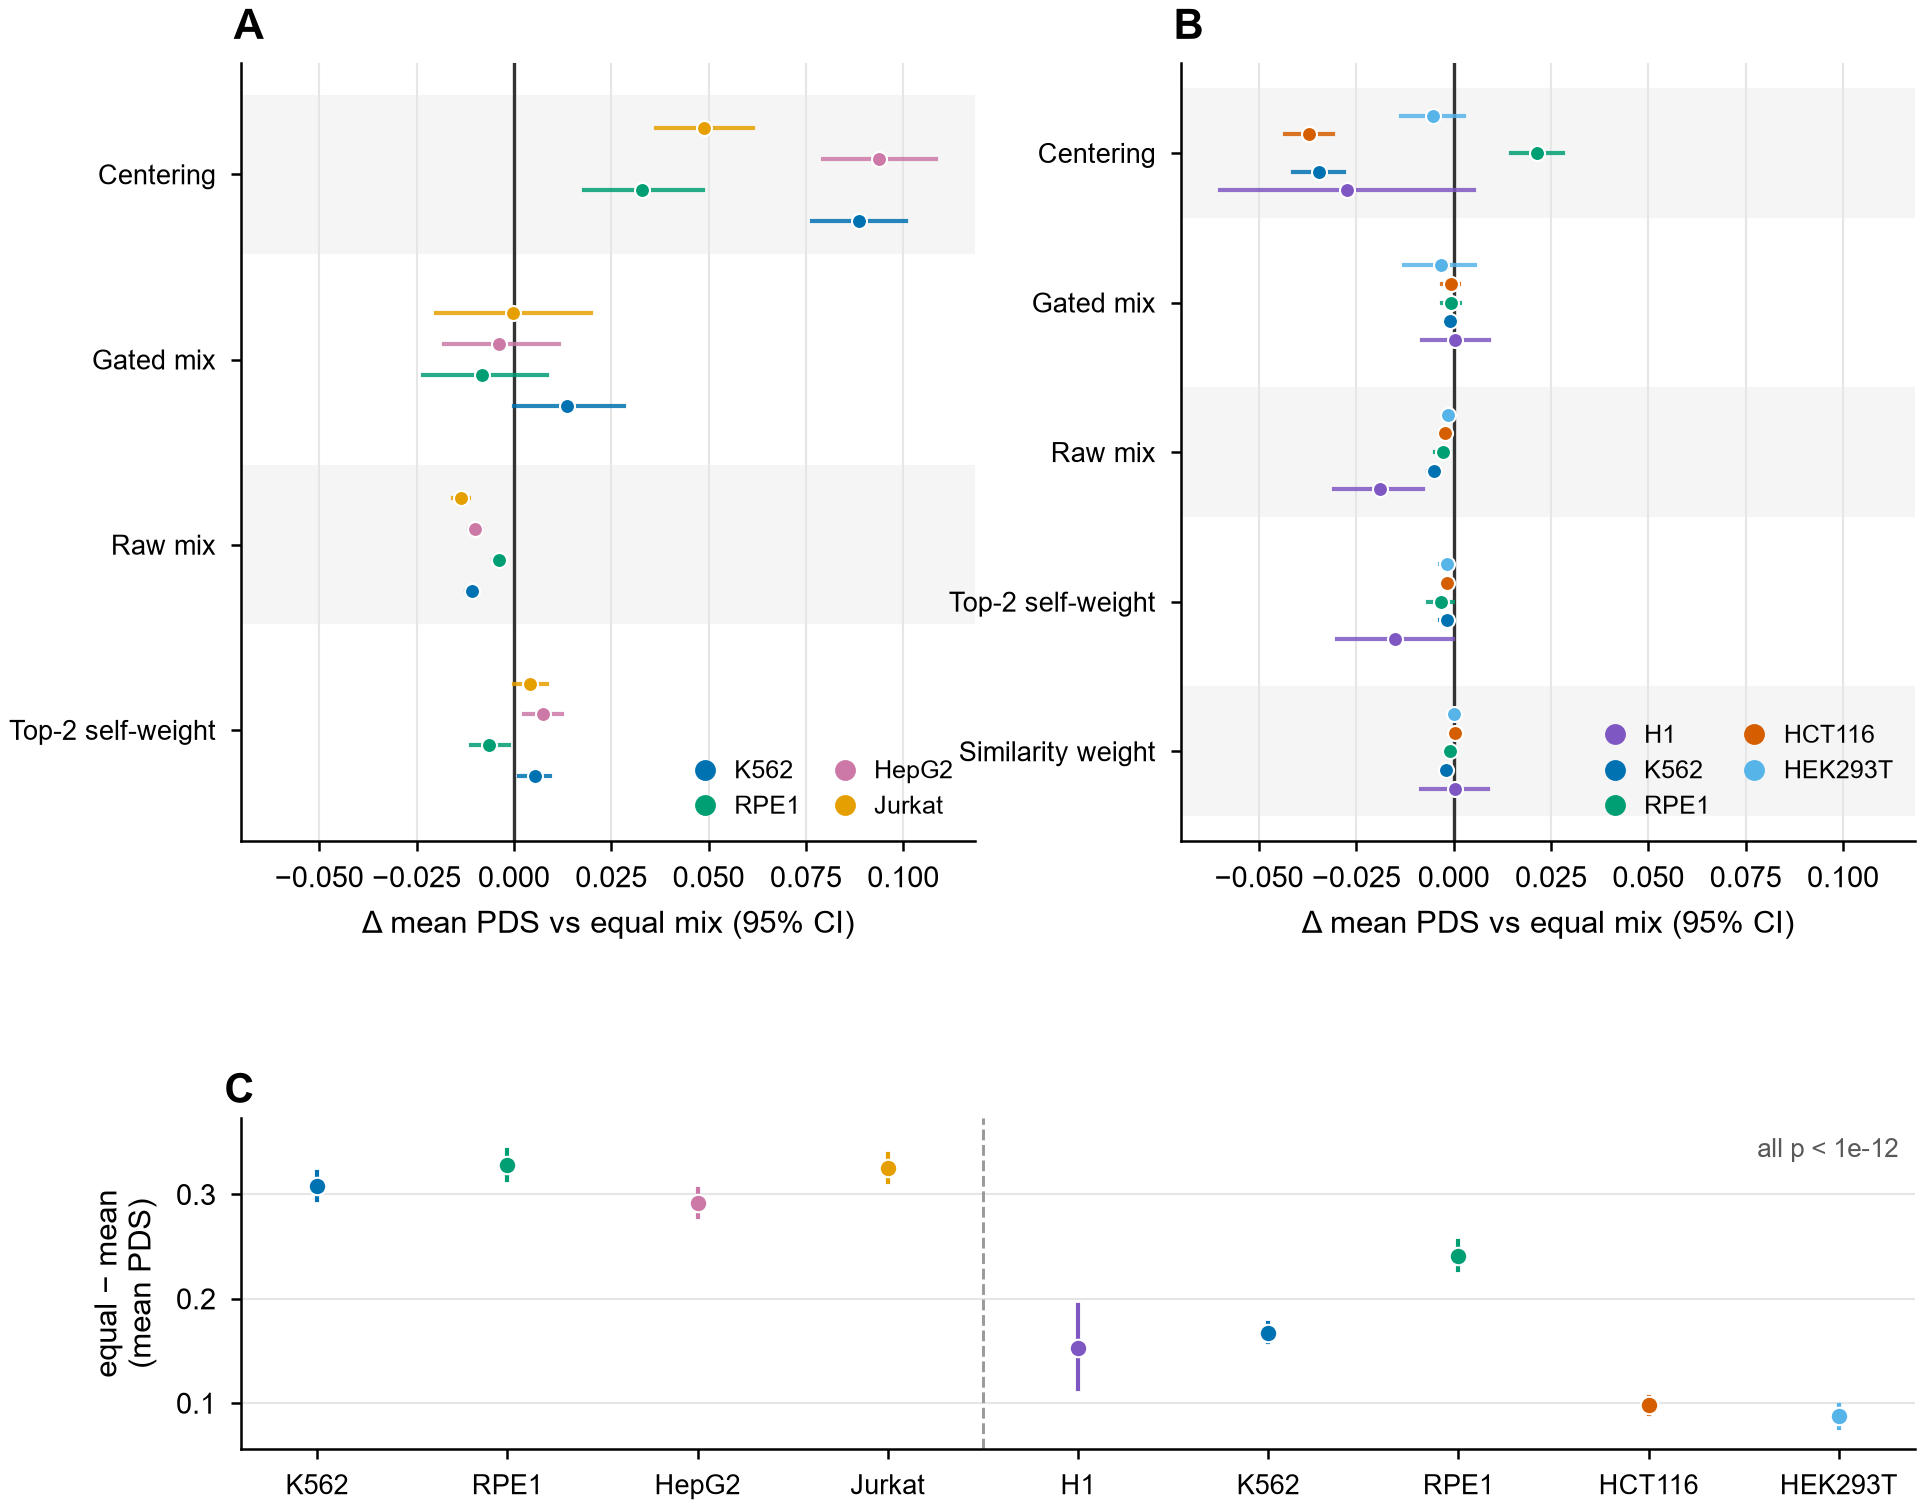 A
Centering
Gated mix
Raw mix
Top-2 self-weight
K562
HepG2
RPE1
Jurkat
−0.050 −0.025 0.000 0.025 0.050 0.075 0.100
Δ mean PDS vs equal mix (95% CI)
B
Centering
Gated mix
Raw mix
Top-2 self-weight
Similarity weight
H1
HCT116
K562
HEK293T
RPE1
−0.050 −0.025 0.000 0.025 0.050 0.075 0.100
Δ mean PDS vs equal mix (95% CI)
C
all p < 1e-12
equal − mean
(mean PDS)
0.3
0.2
0.1
K562 RPE1 HepG2 Jurkat H1 K562 RPE1 HCT116 HEK293T